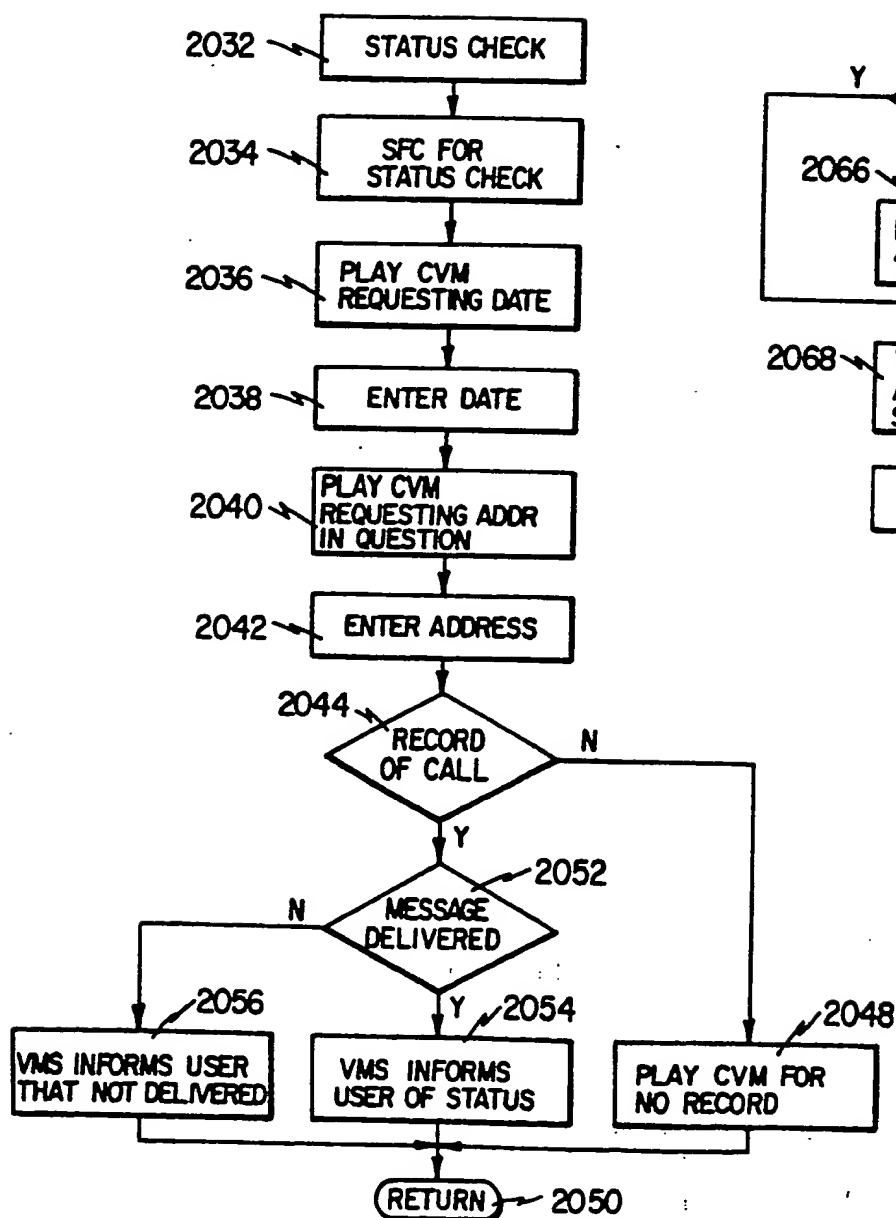 2032
STATUS CHECK
2034
SFC FOR
STATUS CHECK
2036
PLAY CVM
REQUESTING DATE
2038
ENTER DATE
2040
PLAY CVM
REQUESTING ADDR
IN QUESTION
2042
ENTER ADDRESS
2044
RECORD
OF CALL
N
Y
2052
MESSAGE
DELIVERED
N
Y
2056
VMS INFORMS USER
THAT NOT DELIVERED
2054
VMS INFORMS
USER OF STATUS
2048
PLAY CVM FOR
NO RECORD
RETURN
2050
Y
2066
2068